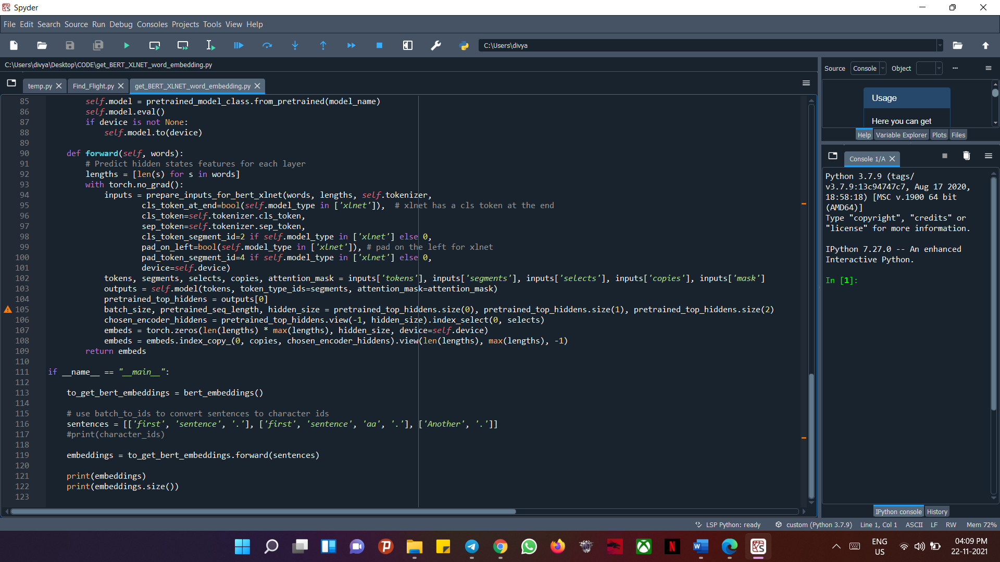 Spyder
File Edit Search Source Run Debug Consoles Projects Tools View Help
C:\Users\divya
C:\Users\divya\Desktop\CODE\get_BERT_XLNET_word_embedding.py
temp.py
Find_Flight.py
get_BERT_XLNET_word_embedding.py
85 self.model = pretrained_model_class.from_pretrained(model_name)
86 self.model.eval()
87 if device is not None:
88 self.model.to(device)
89
90 def forward(self, words):
91 # Predict hidden states features for each layer
92 lengths = [len(s) for s in words]
93 with torch.no_grad():
94 inputs = prepare_inputs_for_bert_xlnet(words, lengths, self.tokenizer,
95 cls_token_at_end=bool(self.model_type in ['xlnet']),  # xlnet has a cls token at the end
96 cls_token=self.tokenizer.cls_token,
97 sep_token=self.tokenizer.sep_token,
98 cls_token_segment_id=2 if self.model_type in ['xlnet'] else 0,
99 pad_on_left=bool(self.model_type in ['xlnet']), # pad on the left for xlnet
100 pad_token_segment_id=4 if self.model_type in ['xlnet'] else 0,
101 device=self.device)
102 tokens, segments, selects, copies, attention_mask = inputs['tokens'], inputs['segments'], inputs['selects'], inputs['copies'], inputs['mask']
103 outputs = self.model(tokens, token_type_ids=segments, attention_mask=attention_mask)
104 pretrained_top_hiddens = outputs[0]
105 batch_size, pretrained_seq_length, hidden_size = pretrained_top_hiddens.size(0), pretrained_top_hiddens.size(1), pretrained_top_hiddens.size(2)
106 chosen_encoder_hiddens = pretrained_top_hiddens.view(-1, hidden_size).index_select(0, selects)
107 embeds = torch.zeros(len(lengths) * max(lengths), hidden_size, device=self.device)
108 embeds = embeds.index_copy_(0, copies, chosen_encoder_hiddens).view(len(lengths), max(lengths), -1)
109 return embeds
110
111 if __name__ == "__main__":
112
113 to_get_bert_embeddings = bert_embeddings()
114
115 # use batch_to_ids to convert sentences to character ids
116 sentences = [['first', 'sentence', '.'], ['first', 'sentence', 'aa', '.'], ['Another', '.']]
117 #print(character_ids)
118
119 embeddings = to_get_bert_embeddings.forward(sentences)
120
121 print(embeddings)
122 print(embeddings.size())
123
Source Console Object
Usage
Here you can get
Help Variable Explorer Plots Files
Console 1/A
Python 3.7.9 (tags/
v3.7.9:13c94747c7, Aug 17 2020,
18:58:18) [MSC v.1900 64 bit
(AMD64)]
Type "copyright", "credits" or
"license" for more information.
IPython 7.27.0 -- An enhanced
Interactive Python.
In [1]:
IPython console History
LSP Python: ready custom (Python 3.7.9) Line 1, Col 1 ASCII LF RW Mem 72%
ENG
US
04:09 PM
22-11-2021